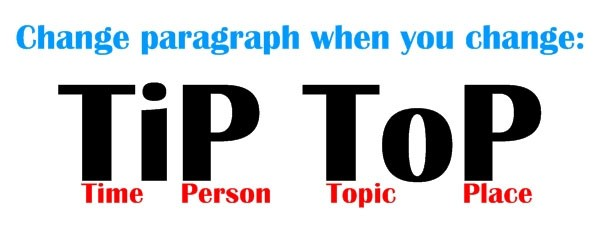 Change paragraph when you change:
TiP ToP
Time Person Topic Place